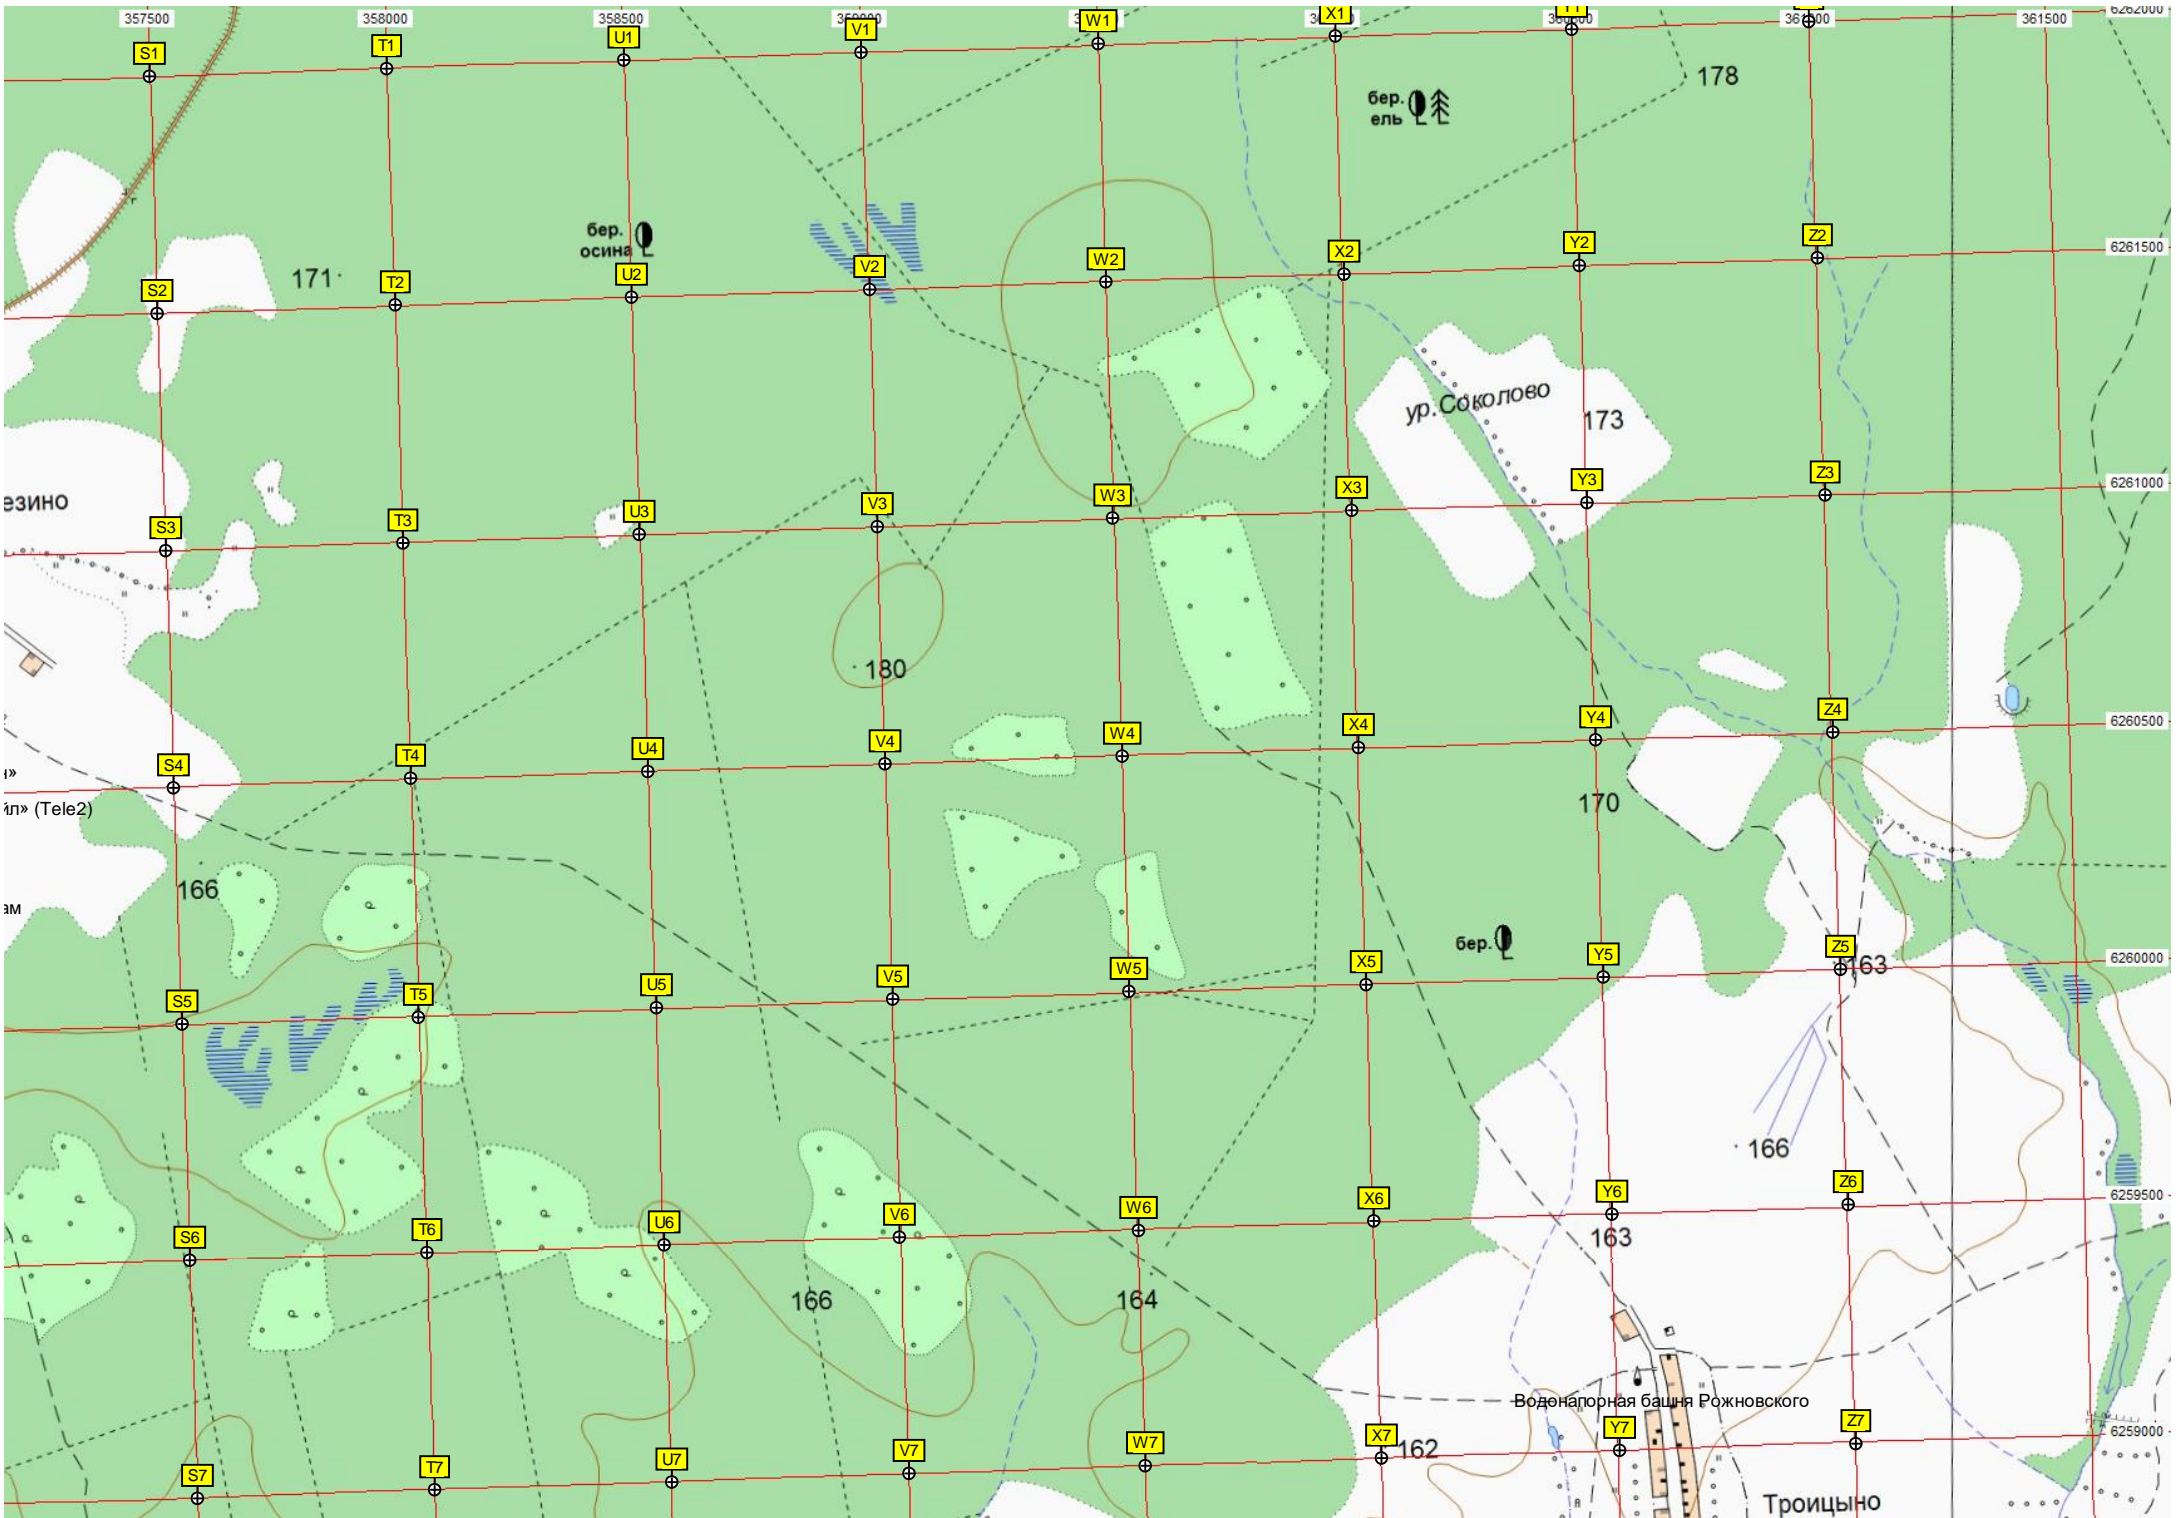 357500 358000 358500 361500
6262000
S1 T1 U1 V1 W1 X1
178
бер.
ель
бер.
осина
171
S2 T2 U2 V2 W2 X2 Y2 Z2
6261500
ур.Соколово
173
езино
S3 T3 U3 V3 W3 X3 Y3 Z3
6261000
180
S4 T4 U4 V4 W4 X4 Y4 Z4
6260500
йл» (Tele2)
170
166
ам
бер.
S5 T5 U5 V5 W5 X5 Y5 Z5
163
6260000
166
S6 T6 U6 V6 W6 X6 Y6 Z6
6259500
163
166
164
Водонапорная башня Рожновского
S7 T7 U7 V7 W7 X7 Y7 Z7
162
6259000
Троицыно